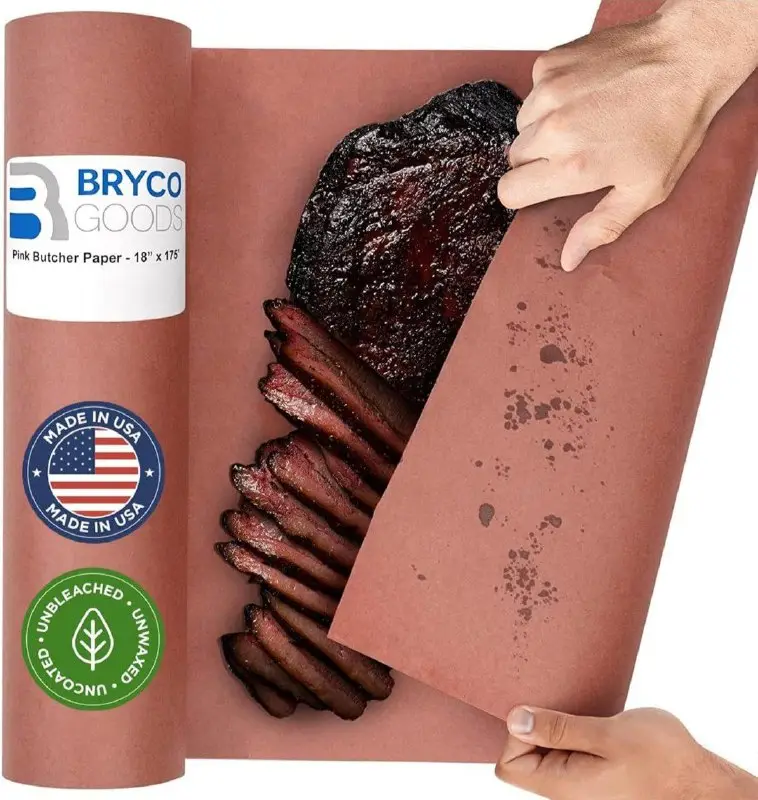 BRYCO
GOODS
Pink Butcher Paper - 18" x 175'
MADE IN USA
MADE IN USA
UNBLEACHED • UNWAXED • UNCOATED •